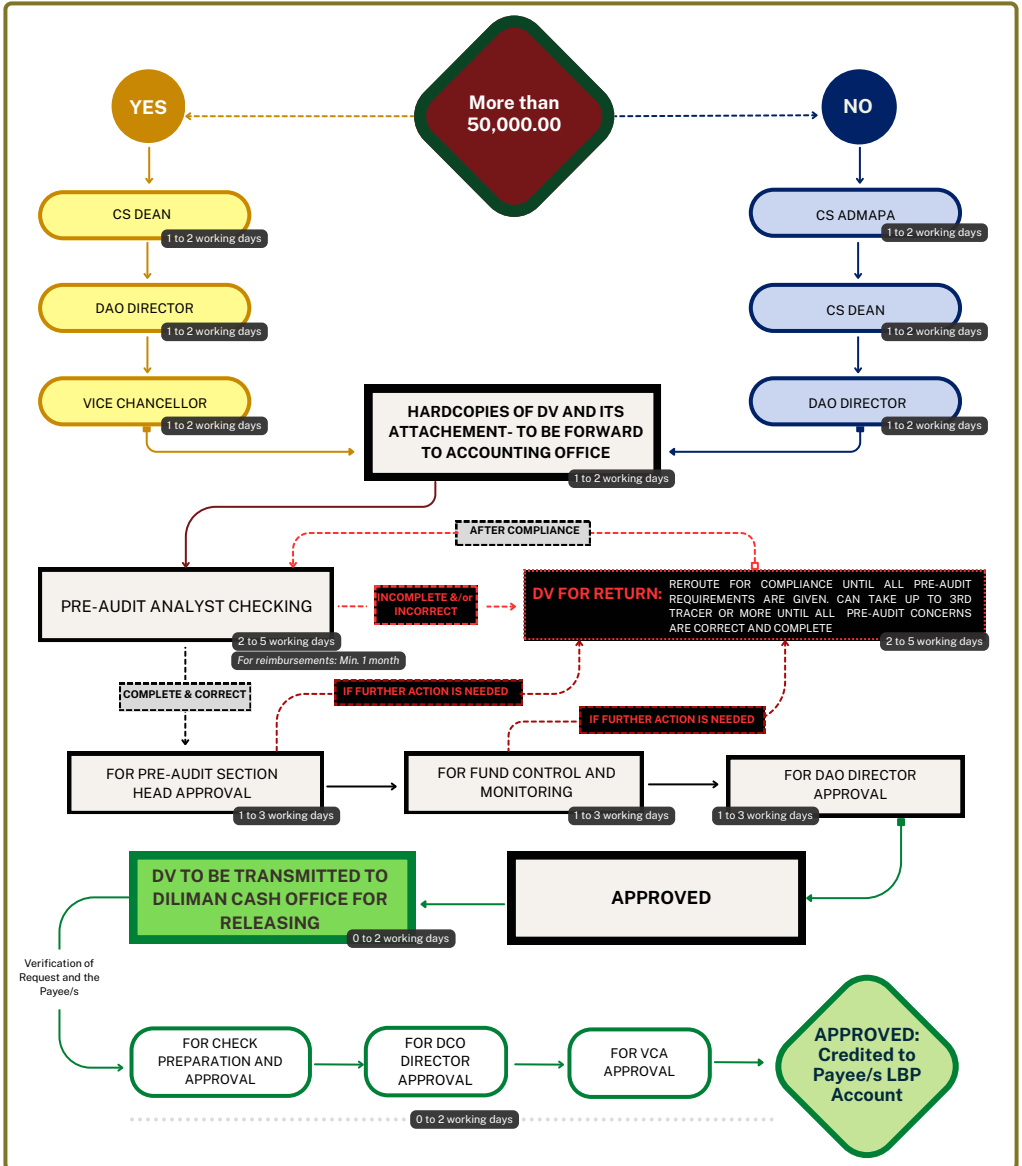 More than
50,000.00
YES
NO
CS DEAN
1 to 2 working days
CS ADMAPA
1 to 2 working days
DAO DIRECTOR
1 to 2 working days
CS DEAN
1 to 2 working days
VICE CHANCELLOR
1 to 2 working days
DAO DIRECTOR
1 to 2 working days
HARDCOPIES OF DV AND ITS
ATTACHEMENT- TO BE FORWARD
TO ACCOUNTING OFFICE
1 to 2 working days
AFTER COMPLIANCE
PRE-AUDIT ANALYST CHECKING
2 to 5 working days
For reimbursements: Min. 1 month
INCOMPLETE &/or
INCORRECT
DV FOR RETURN:
REROUTE FOR COMPLIANCE UNTIL ALL PRE-AUDIT
REQUIREMENTS ARE GIVEN. CAN TAKE UP TO 3RD
TRACER OR MORE UNTIL ALL PRE-AUDIT CONCERNS
ARE CORRECT AND COMPLETE
2 to 5 working days
COMPLETE & CORRECT
IF FURTHER ACTION IS NEEDED
IF FURTHER ACTION IS NEEDED
FOR PRE-AUDIT SECTION
HEAD APPROVAL
1 to 3 working days
FOR FUND CONTROL AND
MONITORING
1 to 3 working days
FOR DAO DIRECTOR
APPROVAL
1 to 3 working days
APPROVED
DV TO BE TRANSMITTED TO
DILIMAN CASH OFFICE FOR
RELEASING
0 to 2 working days
Verification of
Request and the
Payee/s
FOR CHECK
PREPARATION AND
APPROVAL
FOR DCO
DIRECTOR
APPROVAL
FOR VCA
APPROVAL
APPROVED:
Credited to
Payee/s LBP
Account
0 to 2 working days